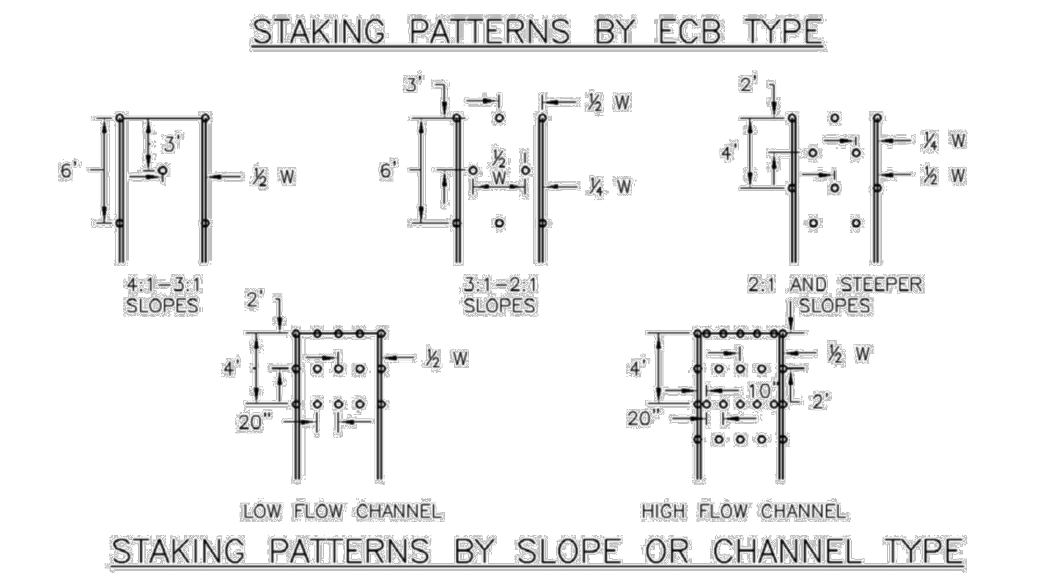 STAKING PATTERNS BY ECB TYPE
3'
6'
½ W
4:1-3:1
SLOPES
3'
½ W
6'
½
W
¼ W
3:1-2:1
SLOPES
2'
4'
¼ W
½ W
2:1 AND STEEPER
SLOPES
2'
4'
½ W
20"
LOW FLOW CHANNEL
4'
½ W
10"
2'
20"
HIGH FLOW CHANNEL
STAKING PATTERNS BY SLOPE OR CHANNEL TYPE